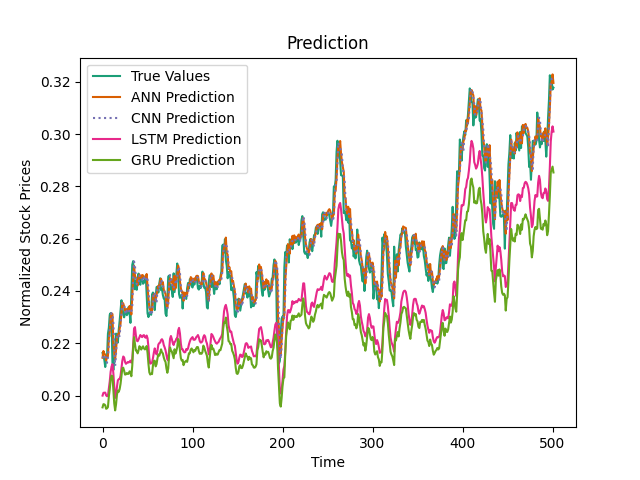 Prediction
True Values
ANN Prediction
CNN Prediction
LSTM Prediction
GRU Prediction
Normalized Stock Prices
0.32
0.30
0.28
0.26
0.24
0.22
0.20
0
100
200
300
400
500
Time